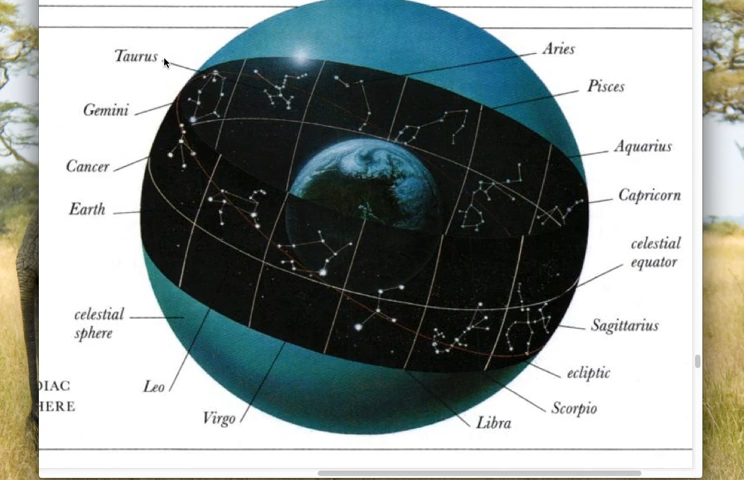 Taurus
Aries
Pisces
Gemini
Aquarius
Cancer
Capricorn
Earth
celestial
equator
celestial
sphere
Sagittarius
ecliptic
Leo
Scorpio
Virgo
Libra
DIAC
HERE